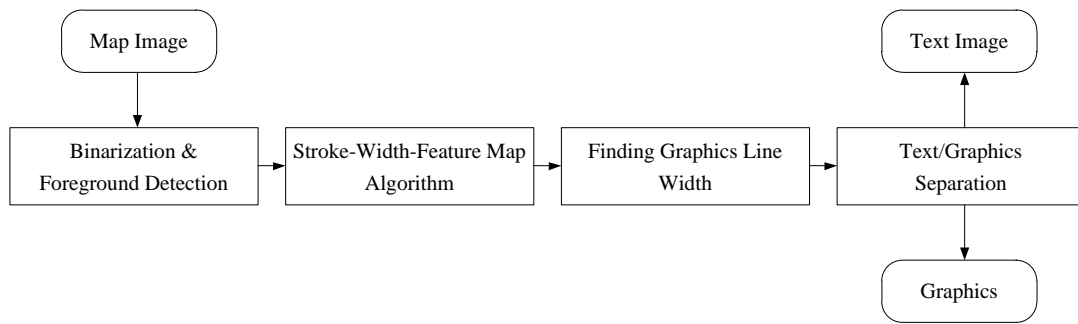 Map Image
Text Image
Binarization &
Foreground Detection
Stroke-Width-Feature Map
Algorithm
Finding Graphics Line
Width
Text/Graphics
Separation
Graphics